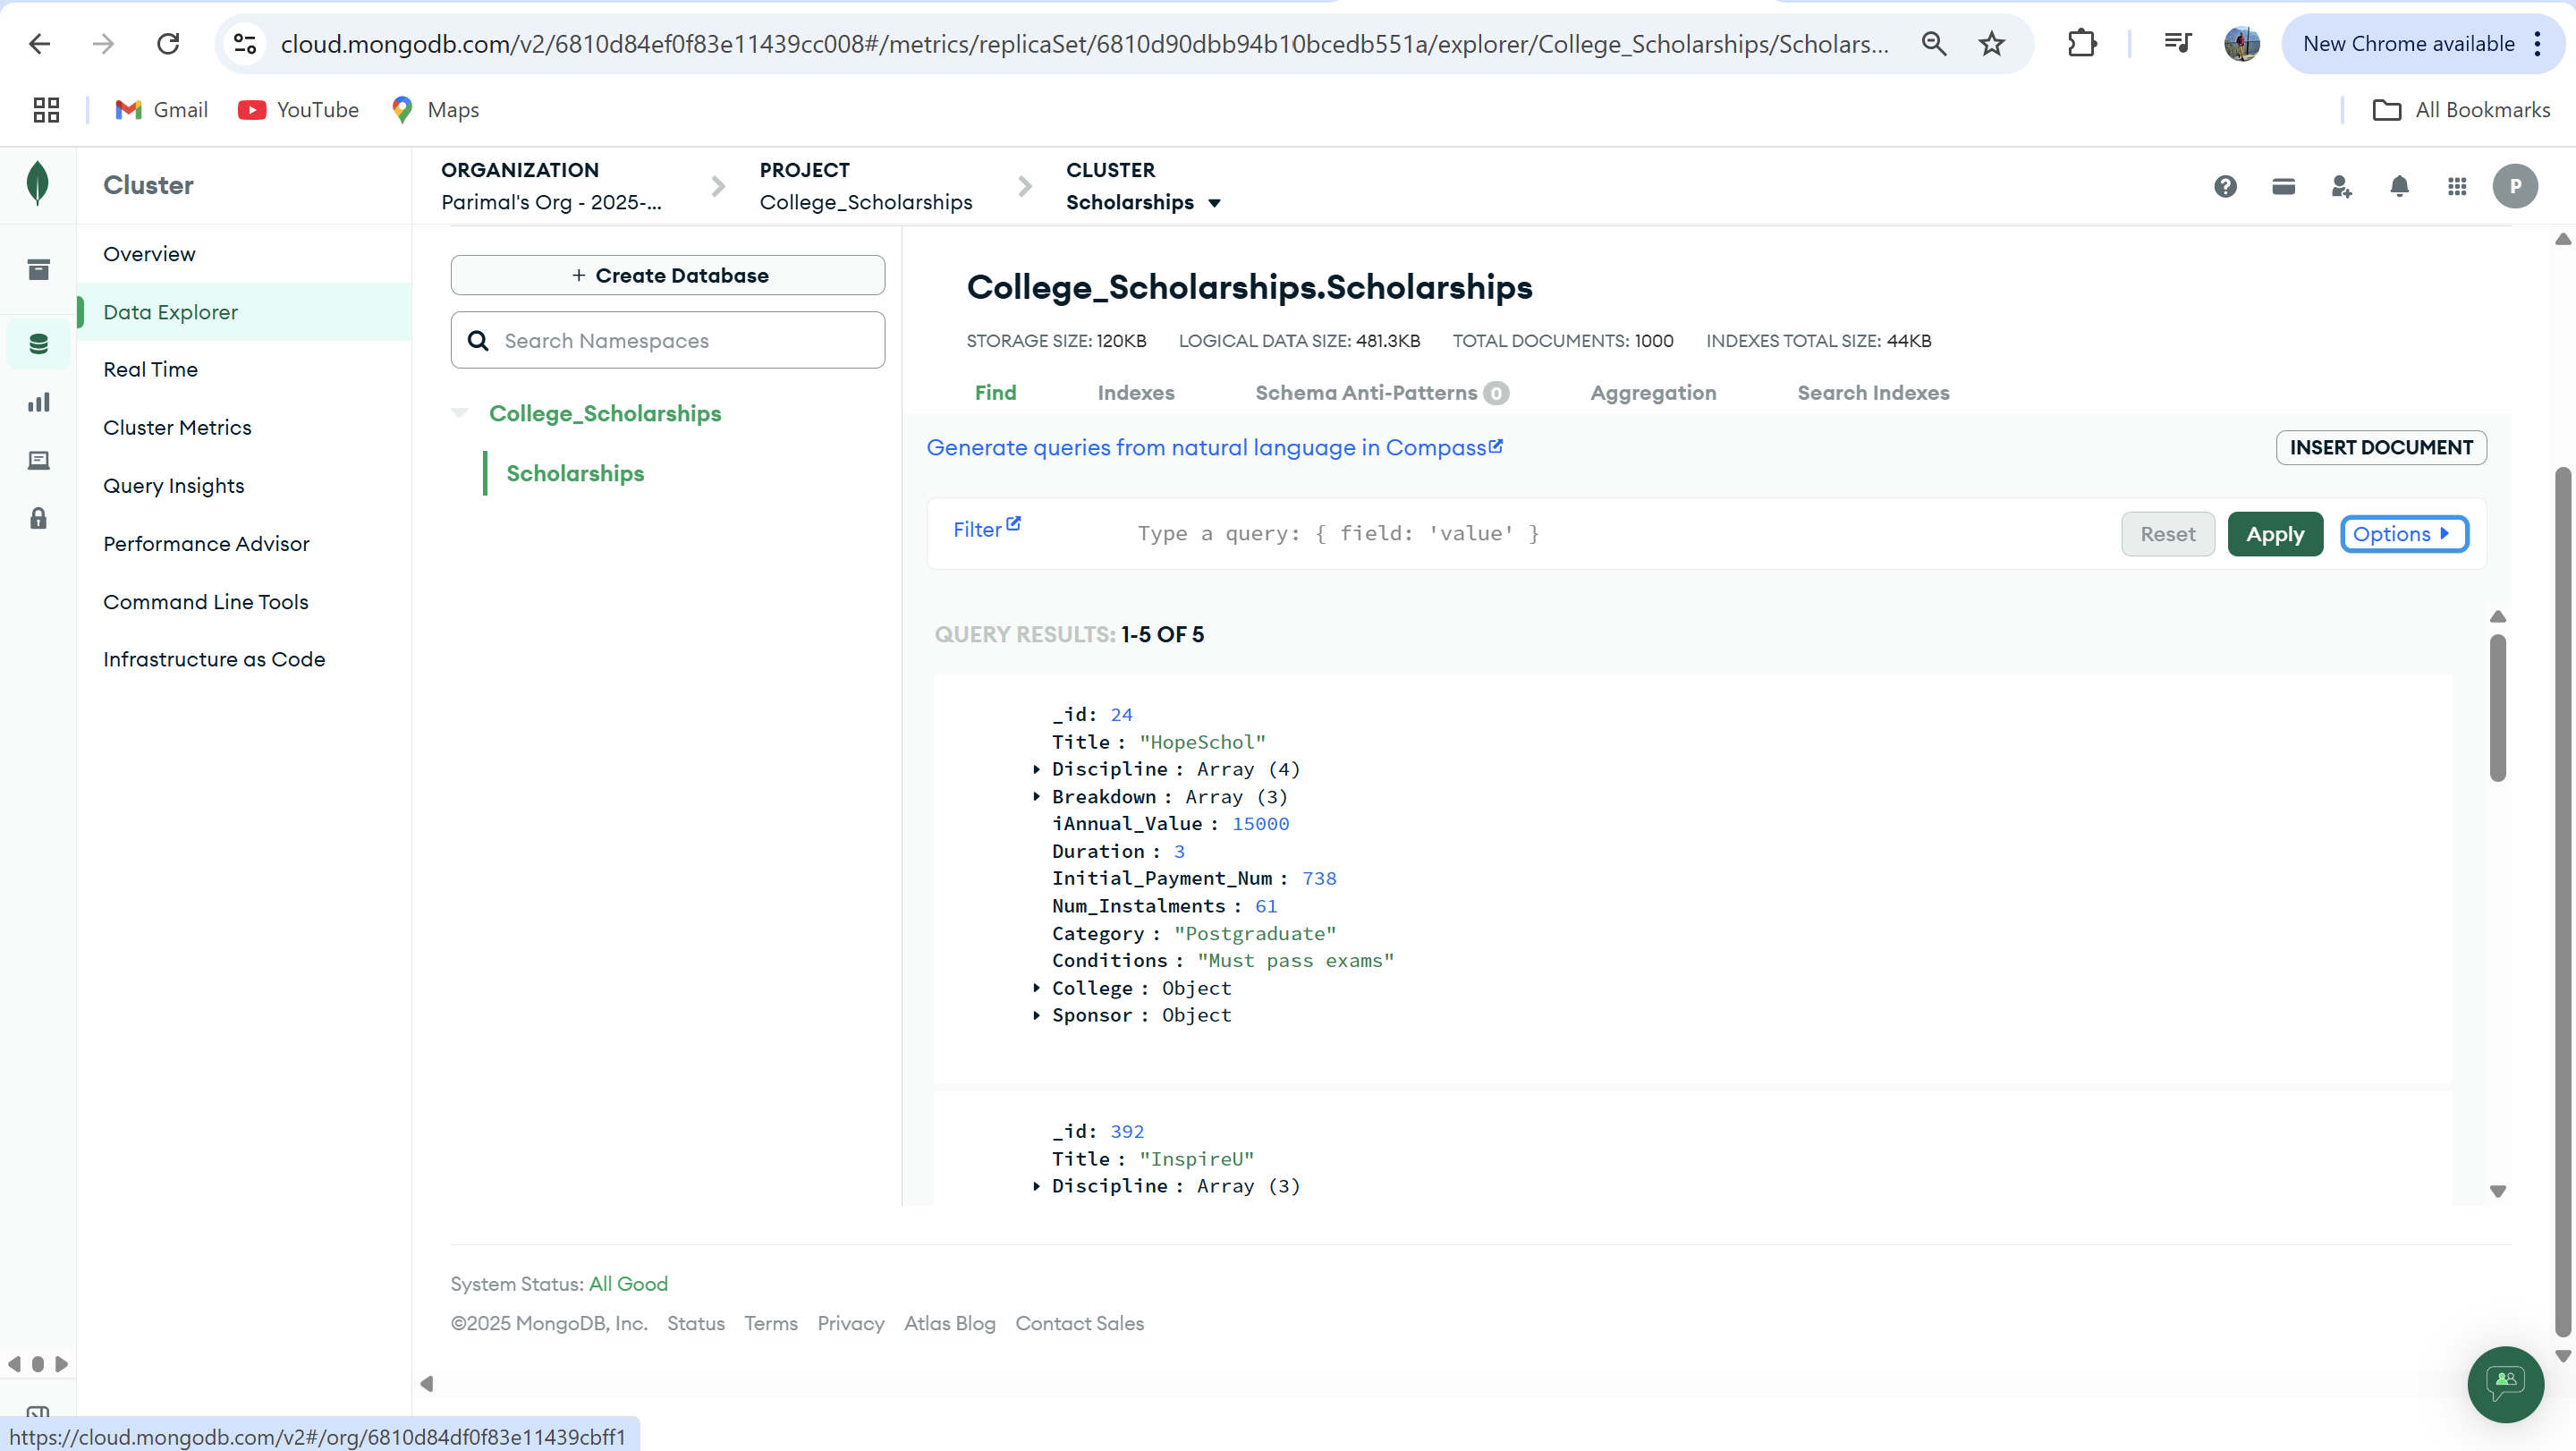 cloud.mongodb.com/v2/6810d84ef0f83e11439cc008#/metrics/replicaSet/6810d90dbb94b10bcedb551a/explorer/College_Scholarships/Scholars...
New Chrome available
Gmail
YouTube
Maps
All Bookmarks
Cluster
ORGANIZATION
Parimal's Org - 2025-...
PROJECT
College_Scholarships
CLUSTER
Scholarships
P
Overview
Data Explorer
Real Time
Cluster Metrics
Query Insights
Performance Advisor
Command Line Tools
Infrastructure as Code
+ Create Database
Search Namespaces
College_Scholarships
Scholarships
College_Scholarships.Scholarships
STORAGE SIZE: 120KB LOGICAL DATA SIZE: 481.3KB TOTAL DOCUMENTS: 1000 INDEXES TOTAL SIZE: 44KB
Find Indexes Schema Anti-Patterns 0 Aggregation Search Indexes
Generate queries from natural language in Compass
INSERT DOCUMENT
Filter
Type a query: { field: 'value' }
Reset
Apply
Options
QUERY RESULTS: 1-5 OF 5
_id: 24
Title : "HopeSchol"
Discipline : Array (4)
Breakdown : Array (3)
iAnnual_Value : 15000
Duration : 3
Initial_Payment_Num : 738
Num_Instalments : 61
Category : "Postgraduate"
Conditions : "Must pass exams"
College : Object
Sponsor : Object
_id: 392
Title : "InspireU"
Discipline : Array (3)
System Status: All Good
©2025 MongoDB, Inc. Status Terms Privacy Atlas Blog Contact Sales
https://cloud.mongodb.com/v2#/org/6810d84df0f83e11439cbff1